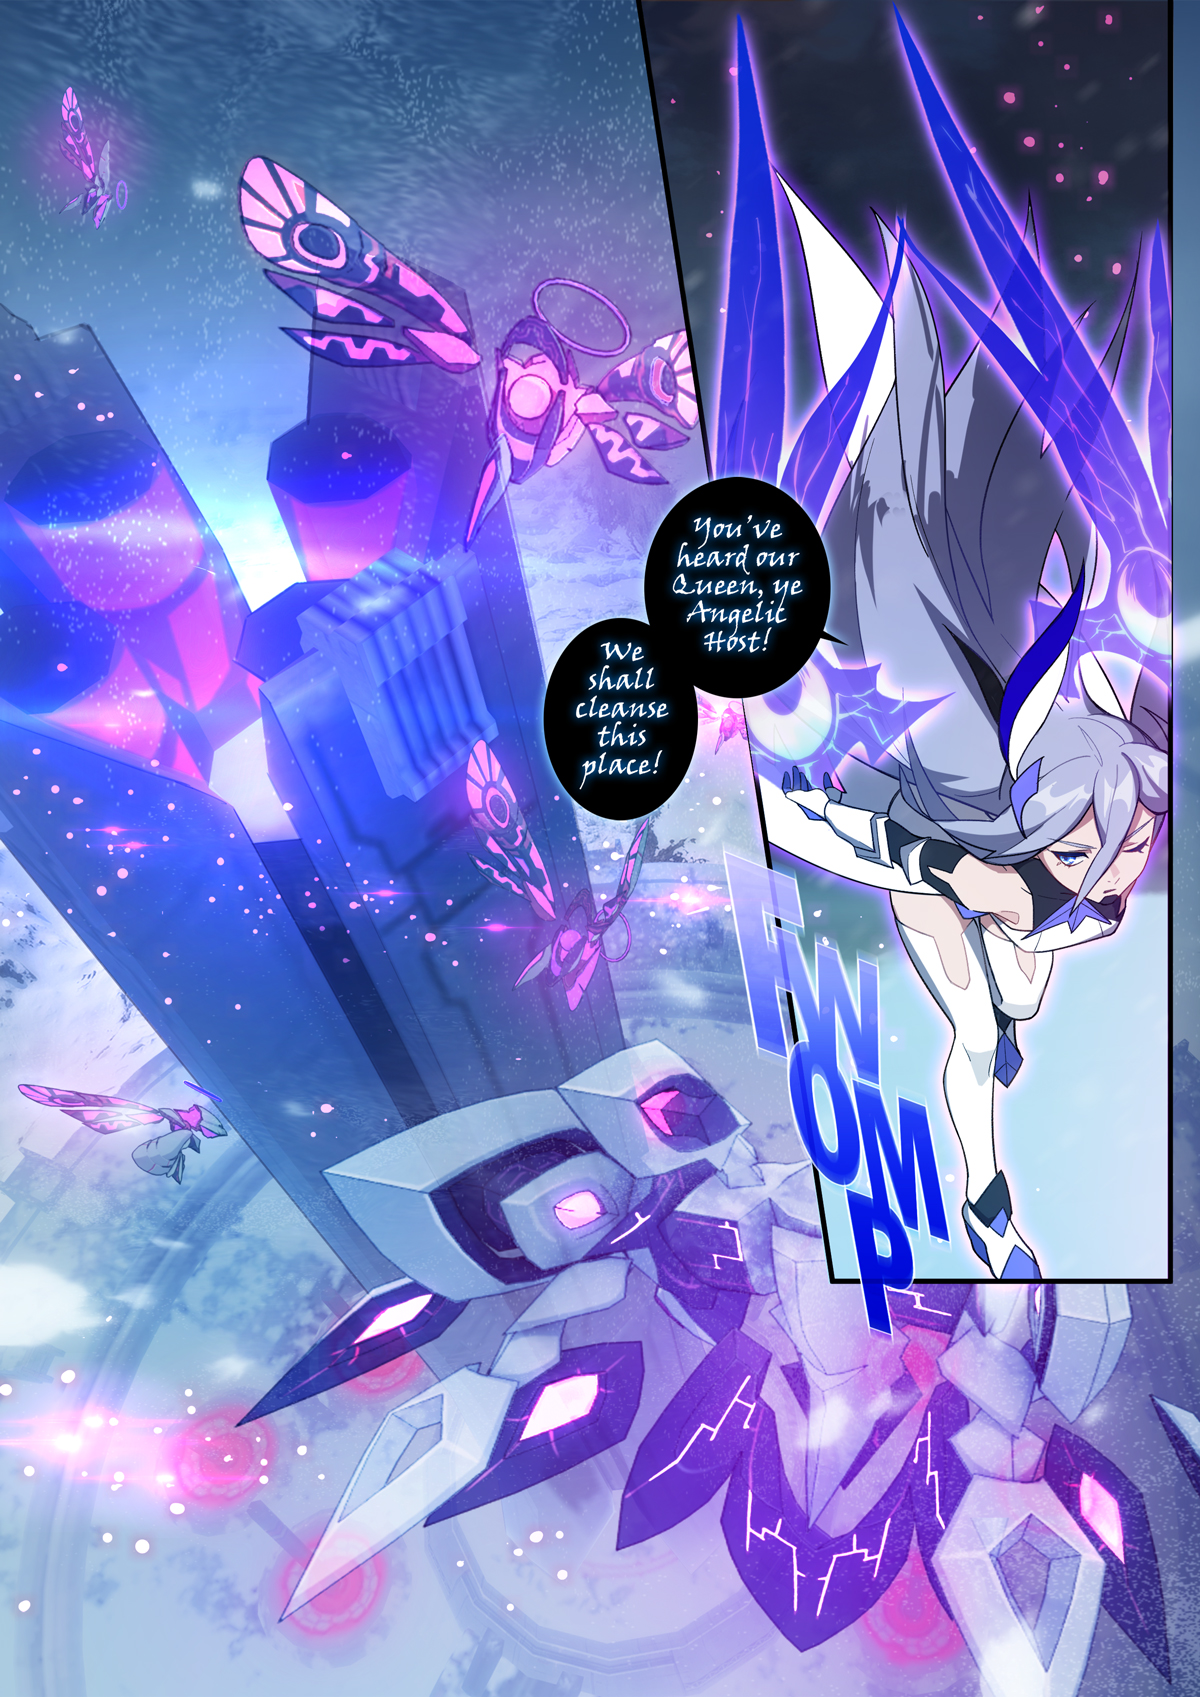 You've
heard our
Queen, ye
Angelic
Host!
We
shall
cleanse
this
place!
FWOMP